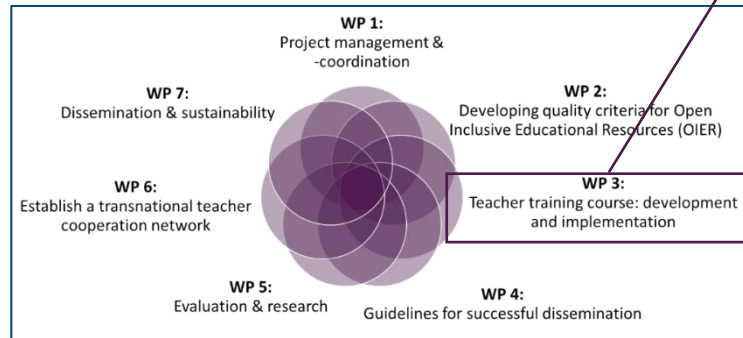 WP 1:
Project management &
-coordination
WP 2:
Developing quality criteria for Open
Inclusive Educational Resources (OIER)
WP 3:
Teacher training course: development
and implementation
WP 4:
Guidelines for successful dissemination
WP 5:
Evaluation & research
WP 6:
Establish a transnational teacher
cooperation network
WP 7:
Dissemination & sustainability